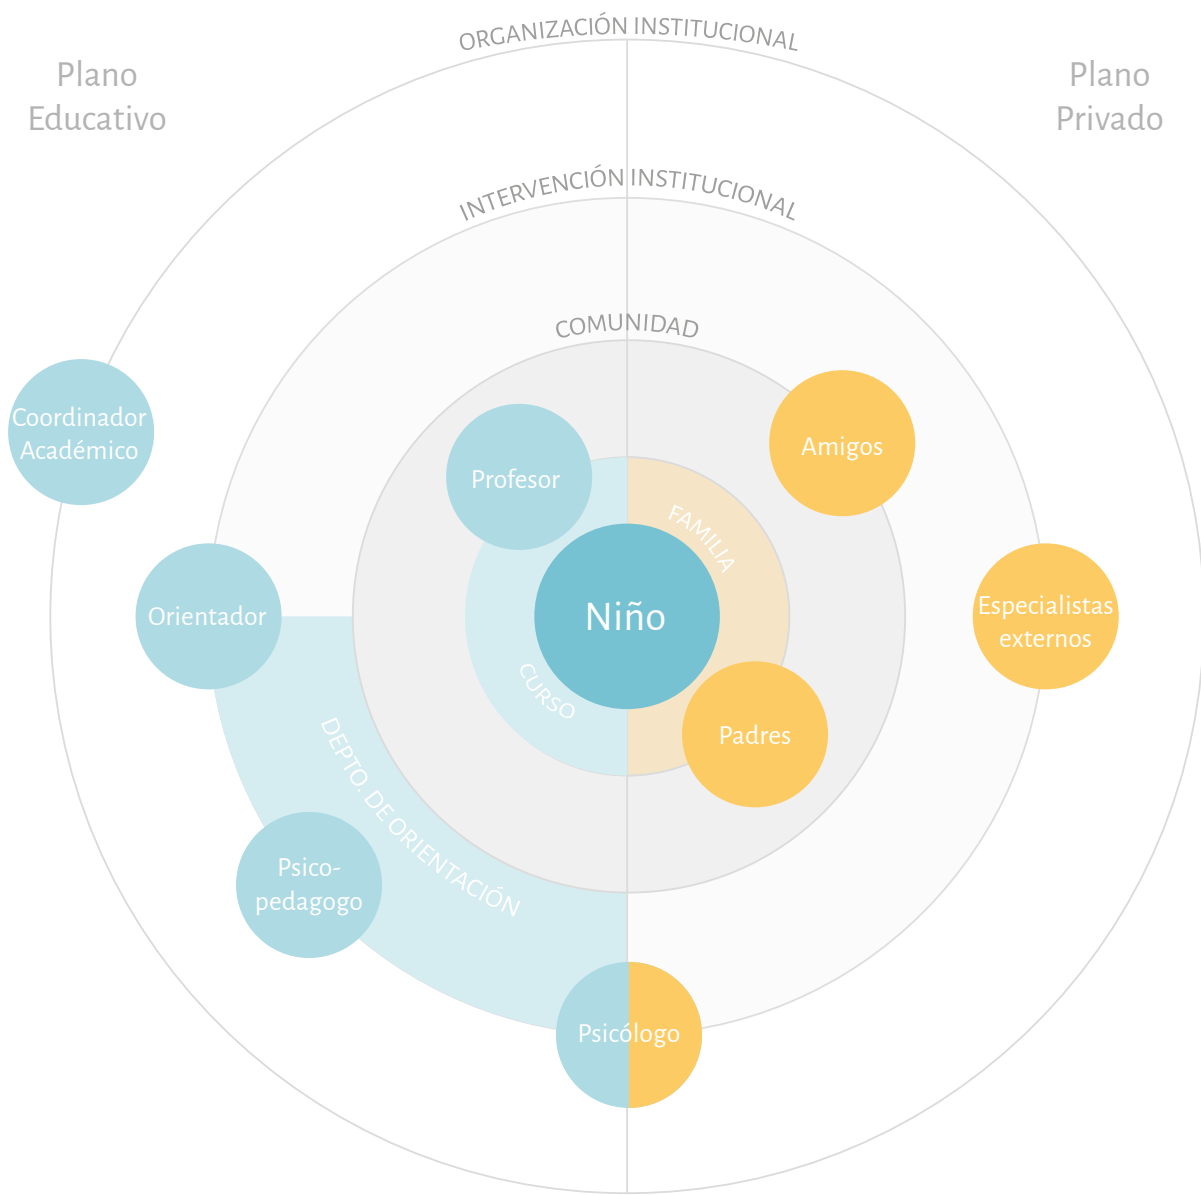 ORGANIZACIÓN INSTITUCIONAL
Plano
Educativo
Plano
Privado
INTERVENCIÓN INSTITUCIONAL
COMUNIDAD
Coordinador
Académico
Profesor
Amigos
FAMILIA
Niño
Orientador
Especialistas
externos
CURSO
Padres
DEPTO. DE ORIENTACIÓN
Psico-
pedagogo
Psicólogo